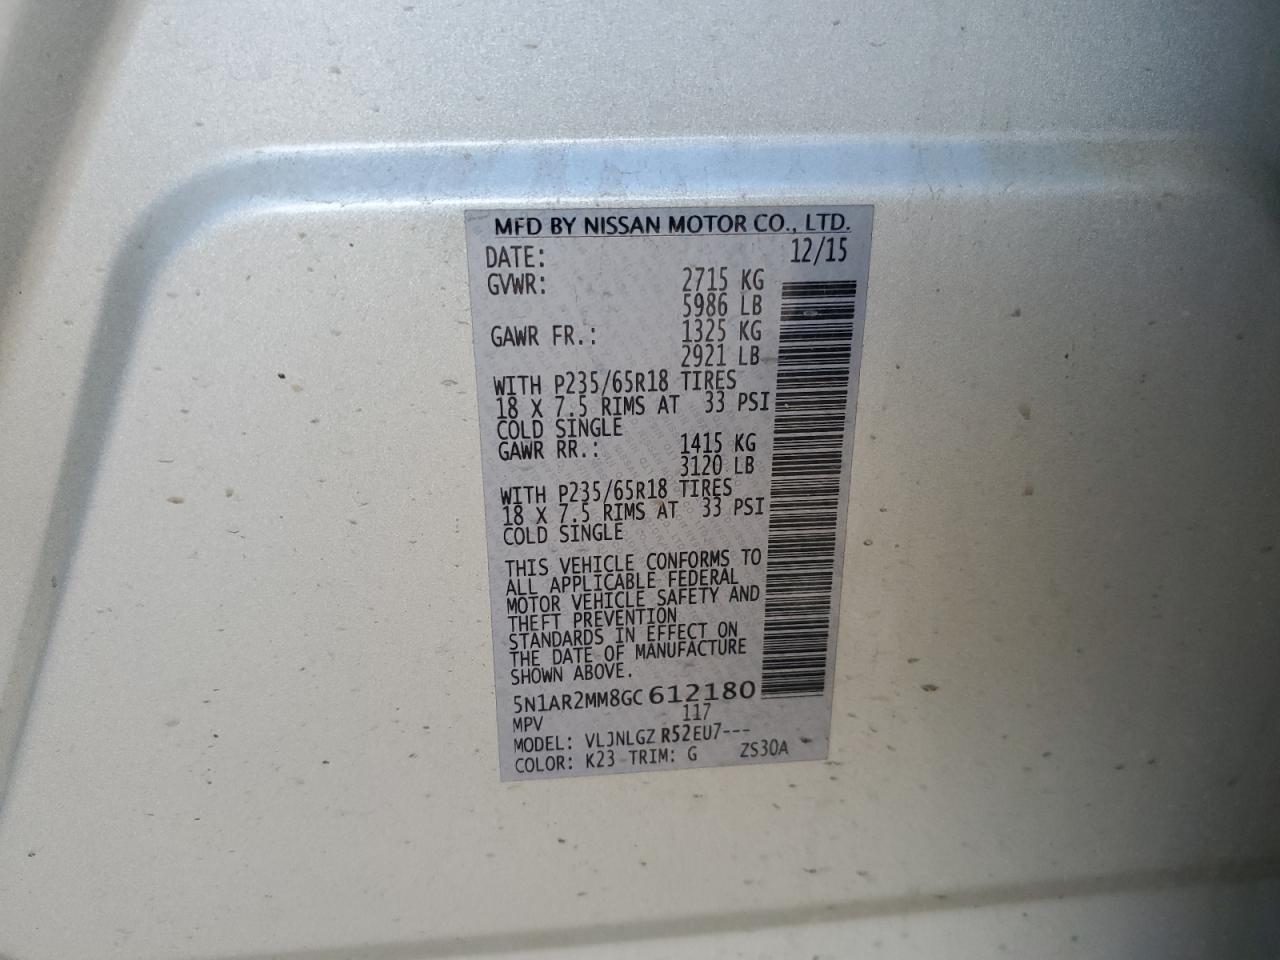 MFD BY NISSAN MOTOR CO., LTD.
DATE: 12/15
GVWR: 2715 KG
5986 LB
GAWR FR.: 1325 KG
2921 LB
WITH P235/65R18 TIRES
18 X 7.5 RIMS AT 33 PSI
COLD SINGLE
GAWR RR.: 1415 KG
3120 LB
WITH P235/65R18 TIRES
18 X 7.5 RIMS AT 33 PSI
COLD SINGLE
THIS VEHICLE CONFORMS TO
ALL APPLICABLE FEDERAL
MOTOR VEHICLE SAFETY AND
THEFT PREVENTION
STANDARDS IN EFFECT ON
THE DATE OF MANUFACTURE
SHOWN ABOVE.
5N1AR2MM8GC612180
MPV 117
MODEL: VLJNLGZ R52EU7---
COLOR: K23 TRIM: G ZS30A